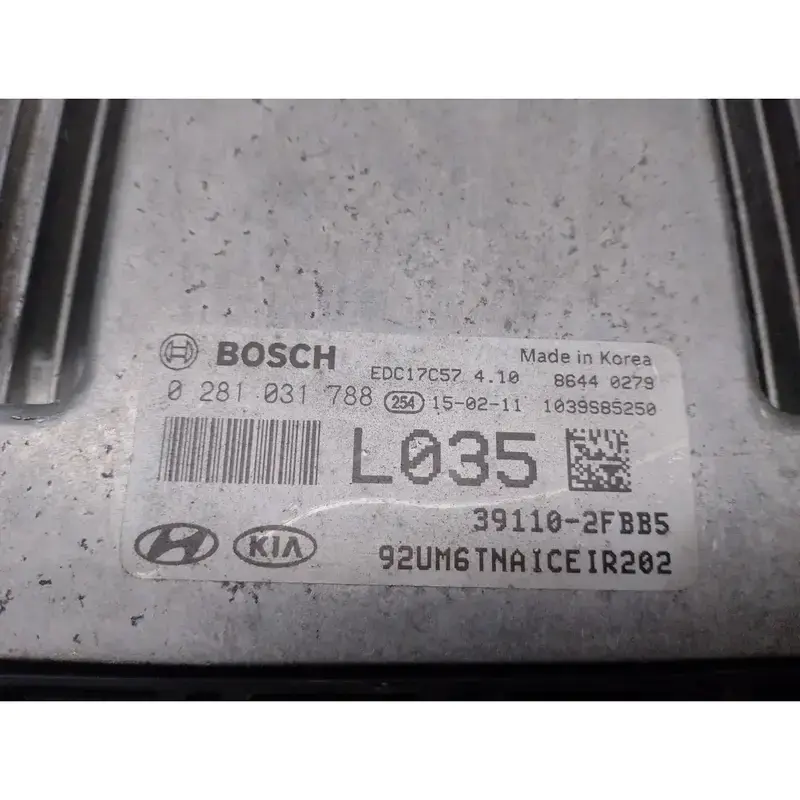 BOSCH
Made in Korea
EDC17C57 4.10 8644 0279
0 281 031 788 254 15-02-11 1039S85250
L035
39110-2FBB5
KIA 92UM6TNAICEIR202